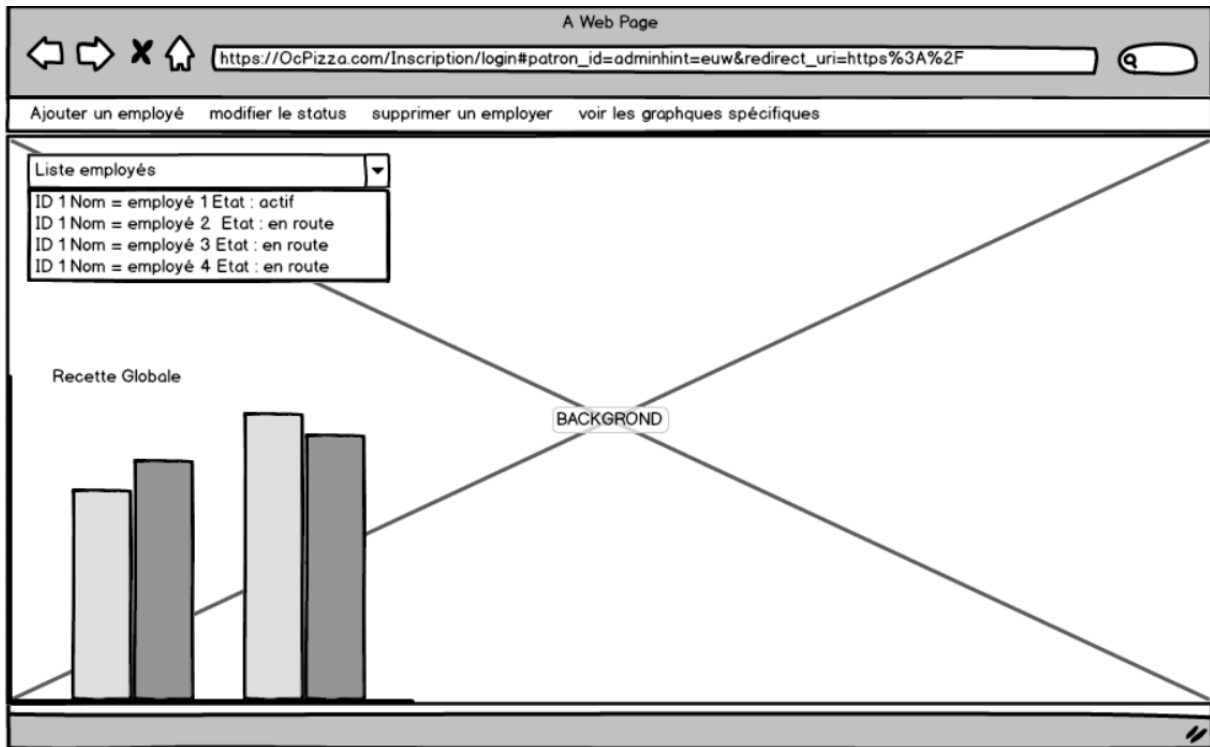 A Web Page
https://OcPizza.com/Inscription/login#patron_id=adminhint=euw&redirect_uri=https%3A%2F
Ajouter un employé modifier le status supprimer un employer voir les graphques spécifiques
Liste employés
ID 1 Nom = employé 1 Etat : actif
ID 1 Nom = employé 2 Etat : en route
ID 1 Nom = employé 3 Etat : en route
ID 1 Nom = employé 4 Etat : en route
Recette Globale
BACKGROND